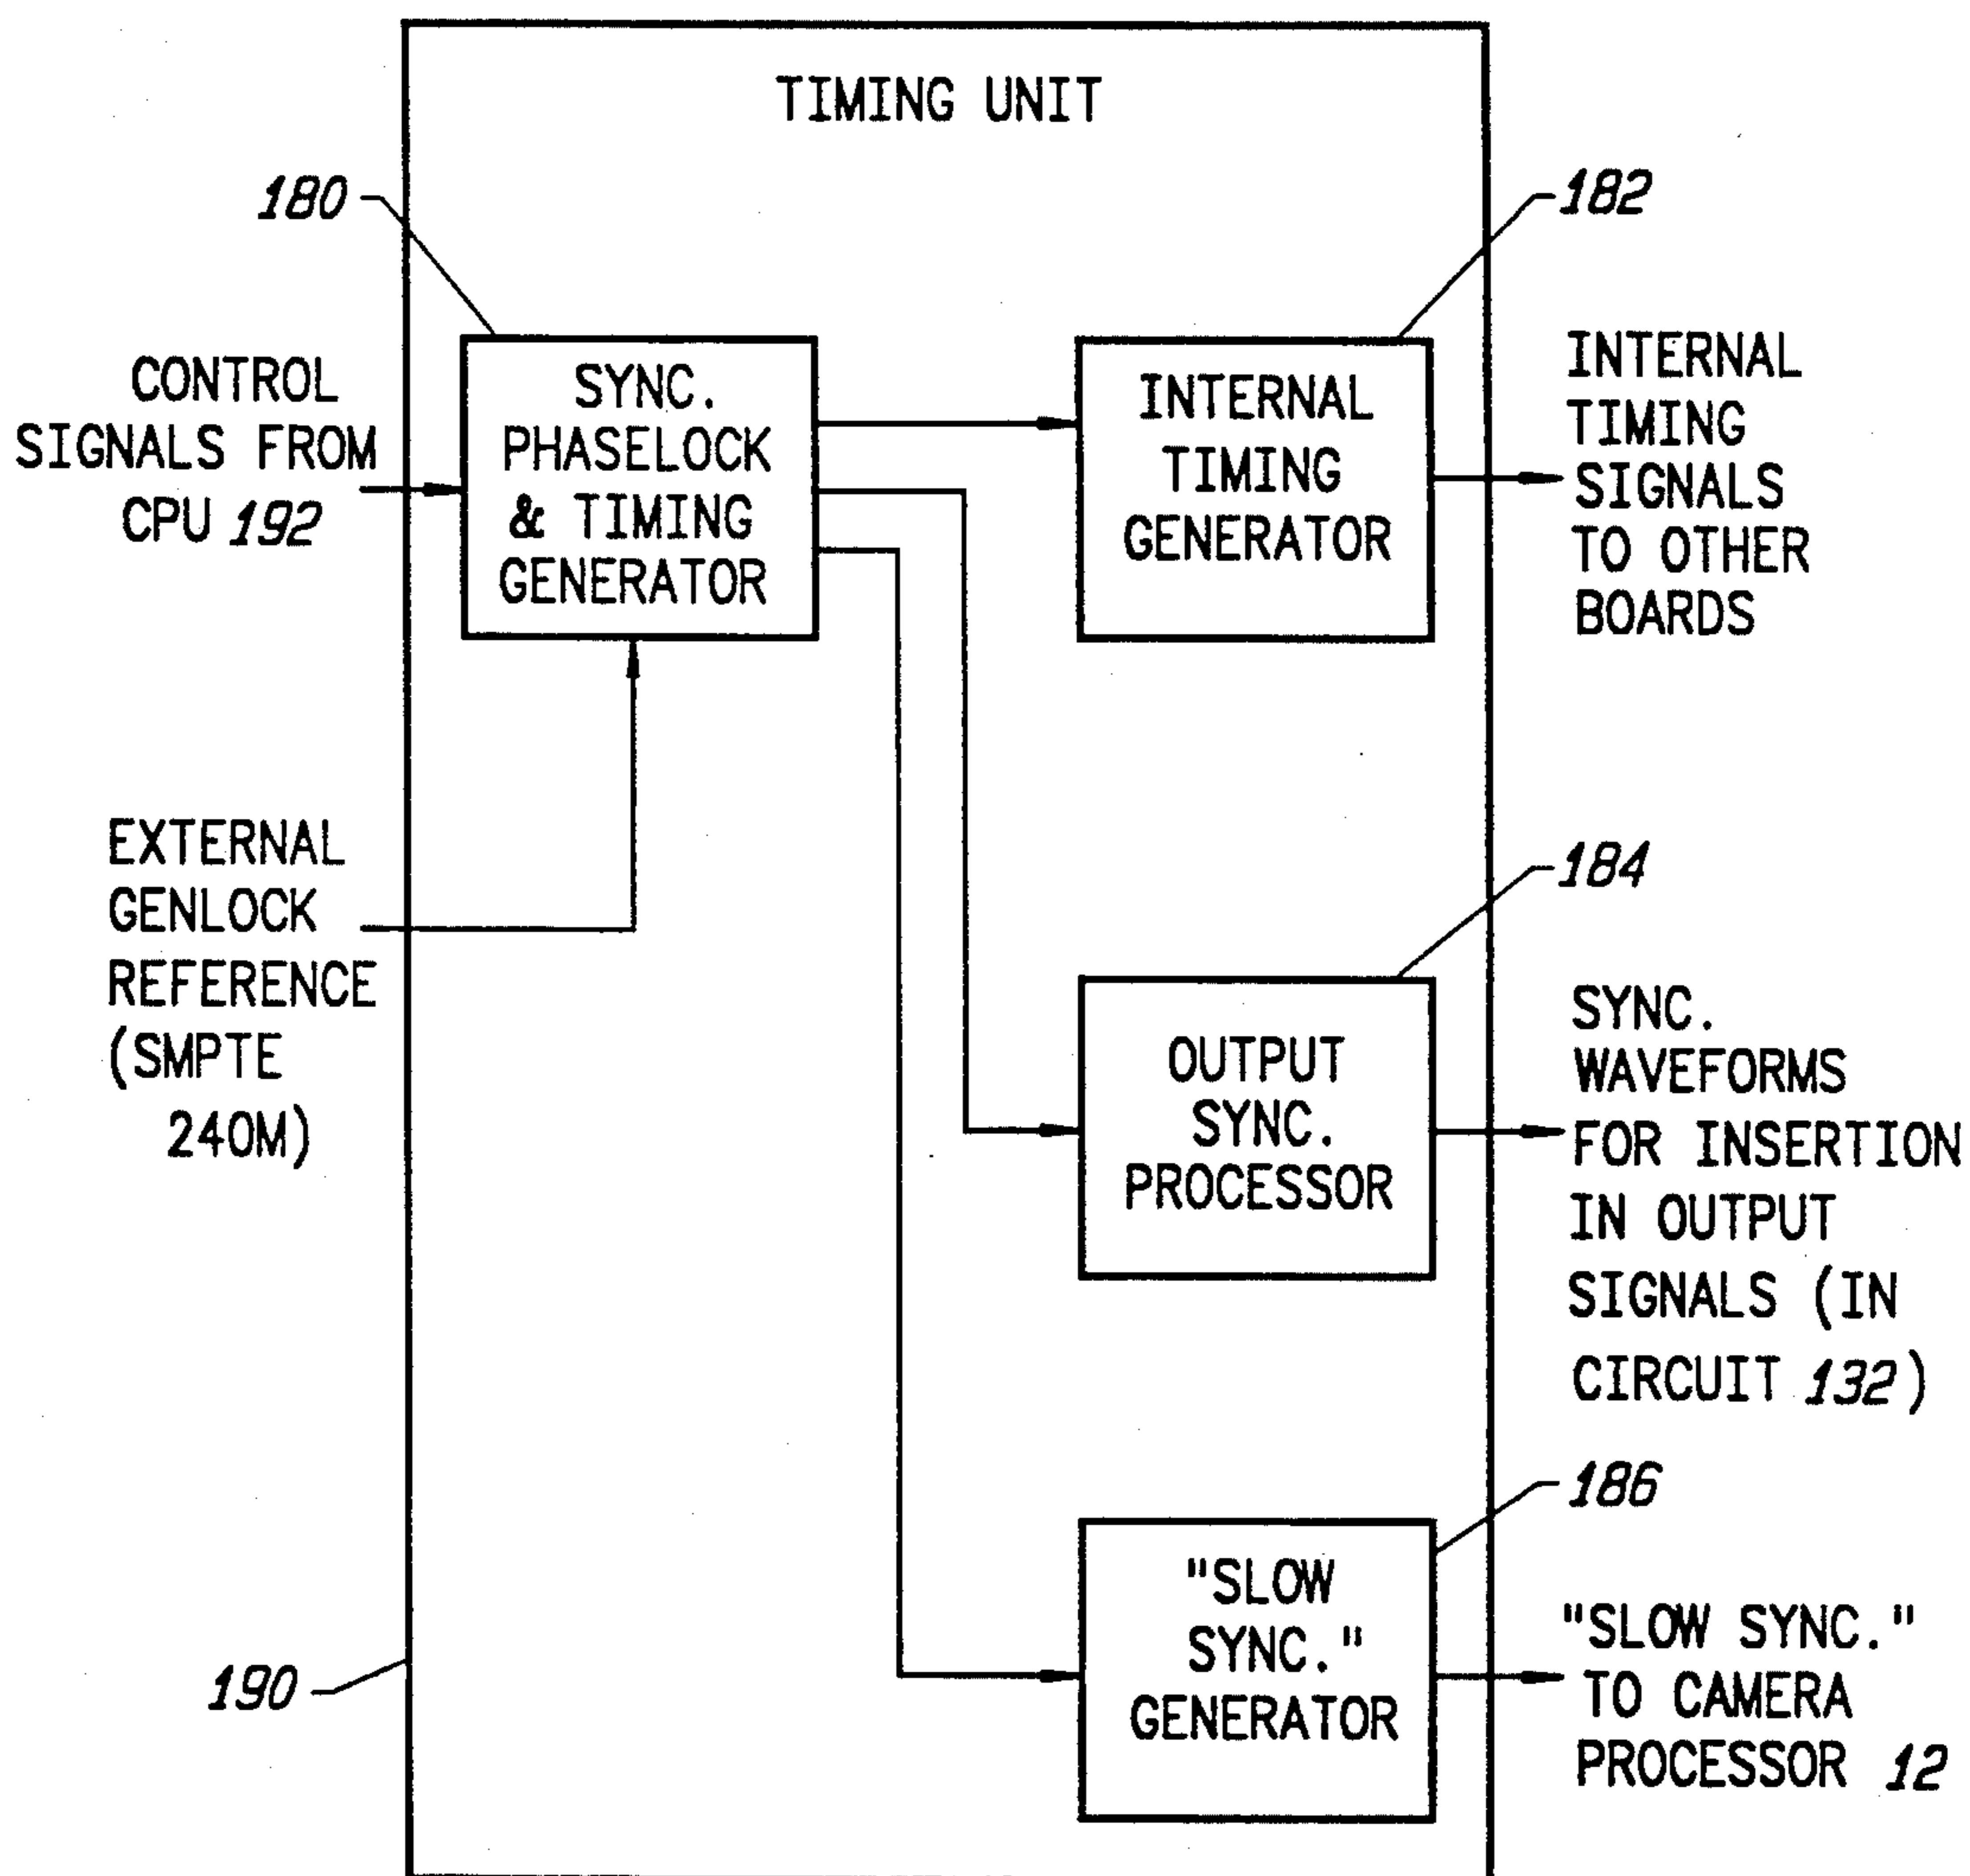 TIMING UNIT
180
182
CONTROL
SIGNALS FROM
CPU 192
SYNC.
PHASELOCK
& TIMING
GENERATOR
INTERNAL
TIMING
GENERATOR
INTERNAL
TIMING
SIGNALS
TO OTHER
BOARDS
EXTERNAL
GENLOCK
REFERENCE
(SMPTE
240M)
184
OUTPUT
SYNC.
PROCESSOR
SYNC.
WAVEFORMS
FOR INSERTION
IN OUTPUT
SIGNALS (IN
CIRCUIT 132)
186
"SLOW
SYNC."
GENERATOR
"SLOW SYNC."
TO CAMERA
PROCESSOR 12
190